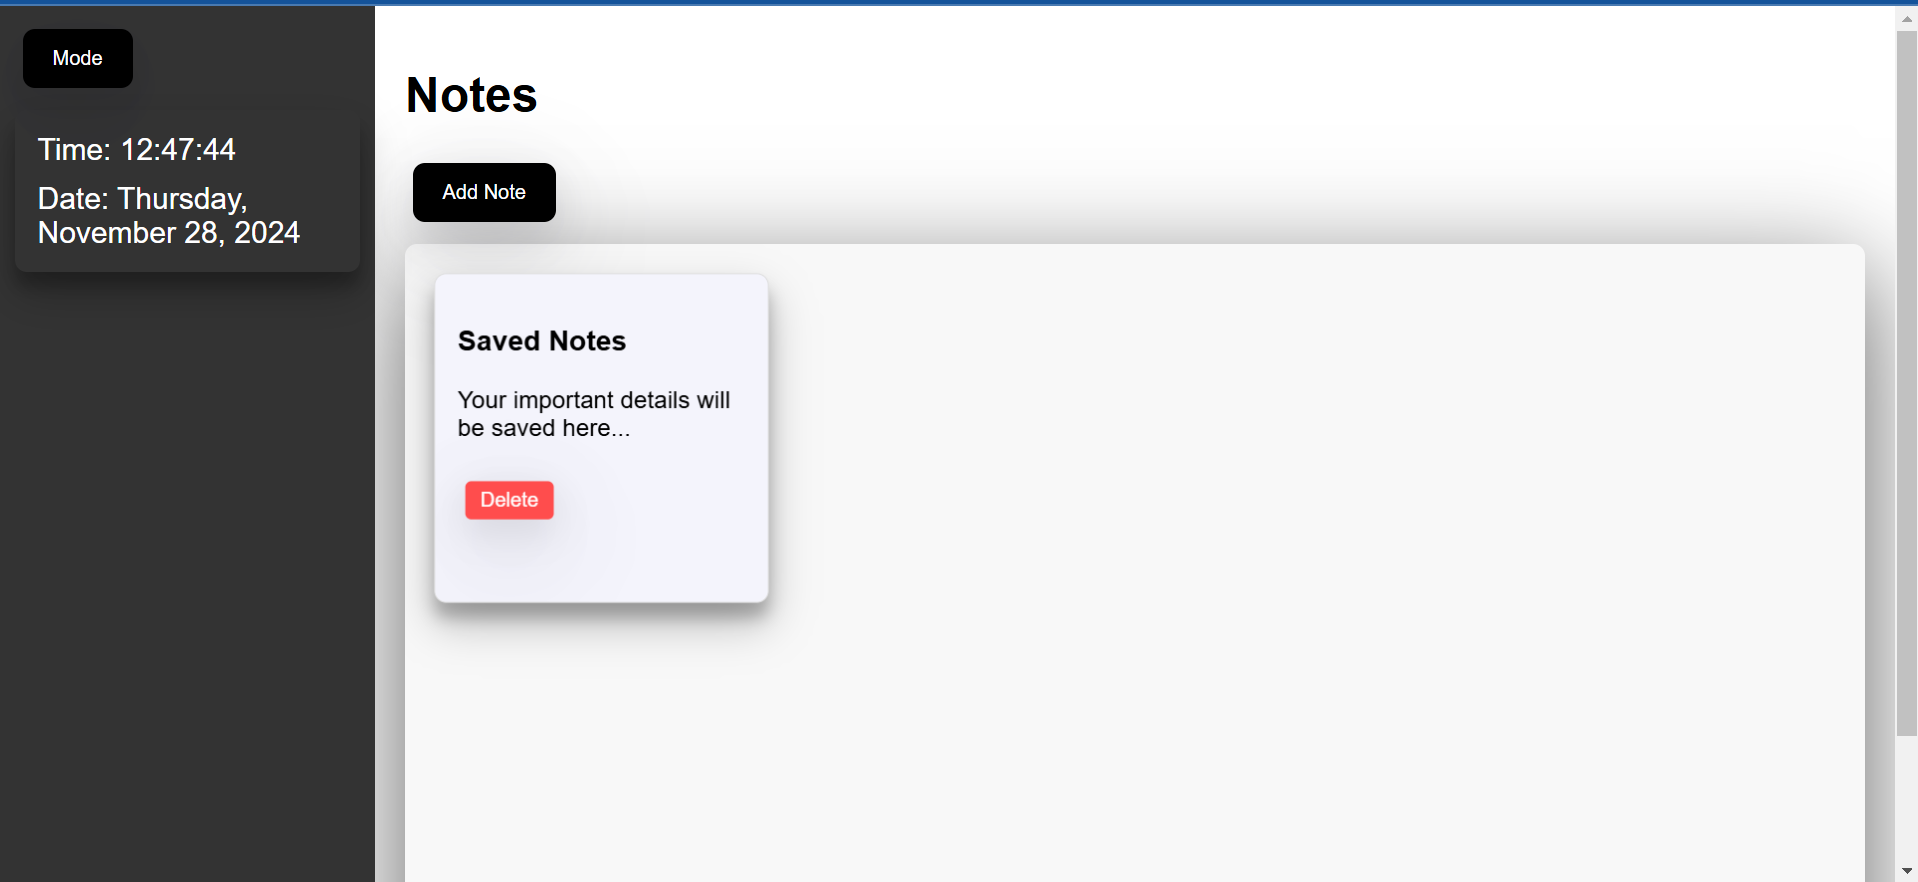 Mode
Time: 12:47:44
Date: Thursday,
November 28, 2024
Notes
Add Note
Saved Notes
Your important details will
be saved here...
Delete